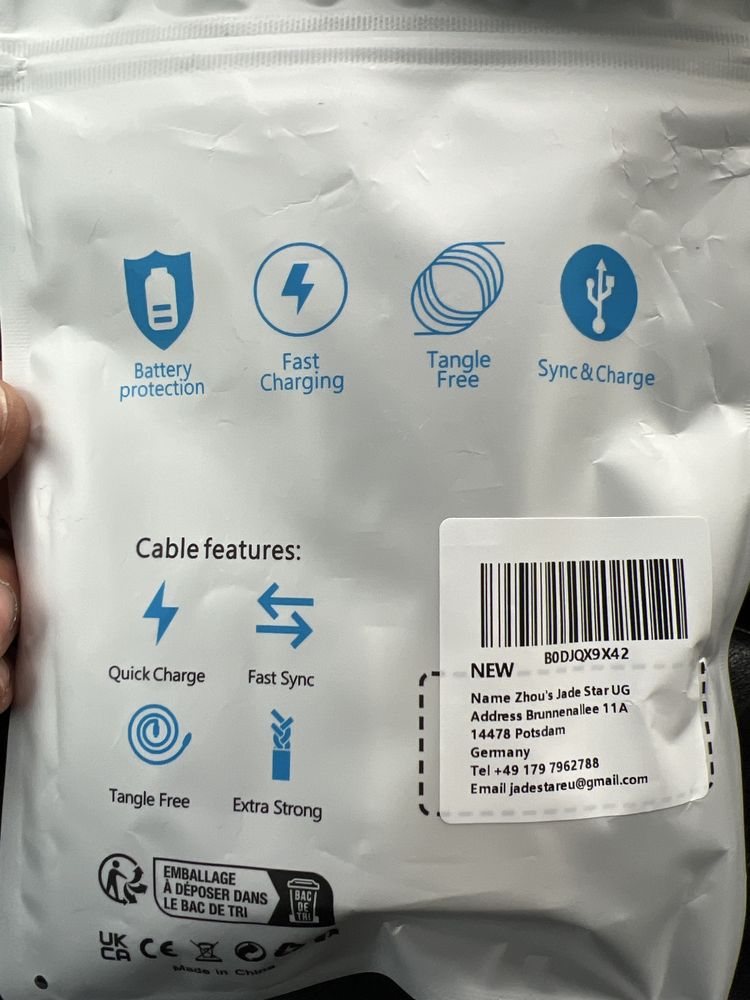 Battery
protection
Fast
Charging
Tangle
Free
Sync & Charge
Cable features:
Quick Charge
Fast Sync
Tangle Free
Extra Strong
B0DJQX9X42
NEW
Name Zhou's Jade Star UG
Address Brunnenallee 11A
14478 Potsdam
Germany
Tel +49 179 7962788
Email jadestareu@gmail.com
EMBALLAGE
À DÉPOSER DANS
LE BAC DE TRI
BAC
DE
TRI
UK
CA
CE
Made in China